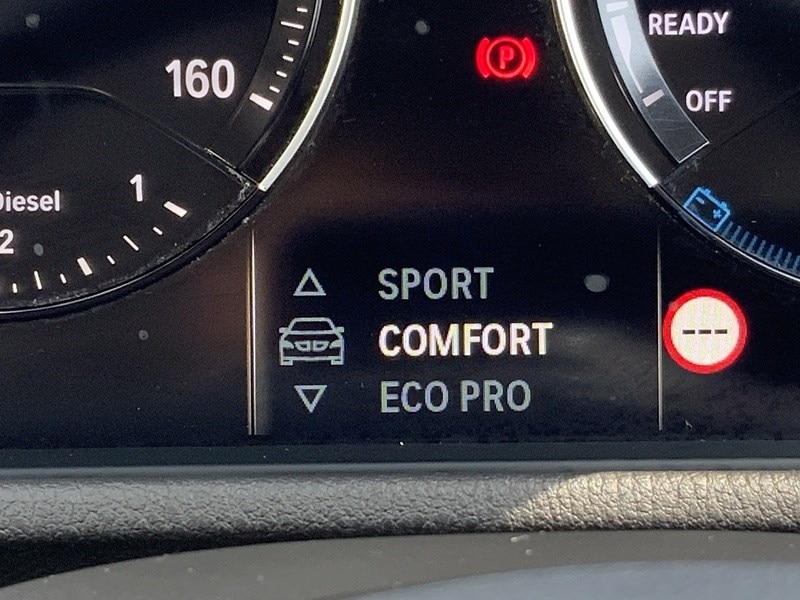 160
P
READY
OFF
Diesel
1
2
SPORT
COMFORT
ECO PRO
---